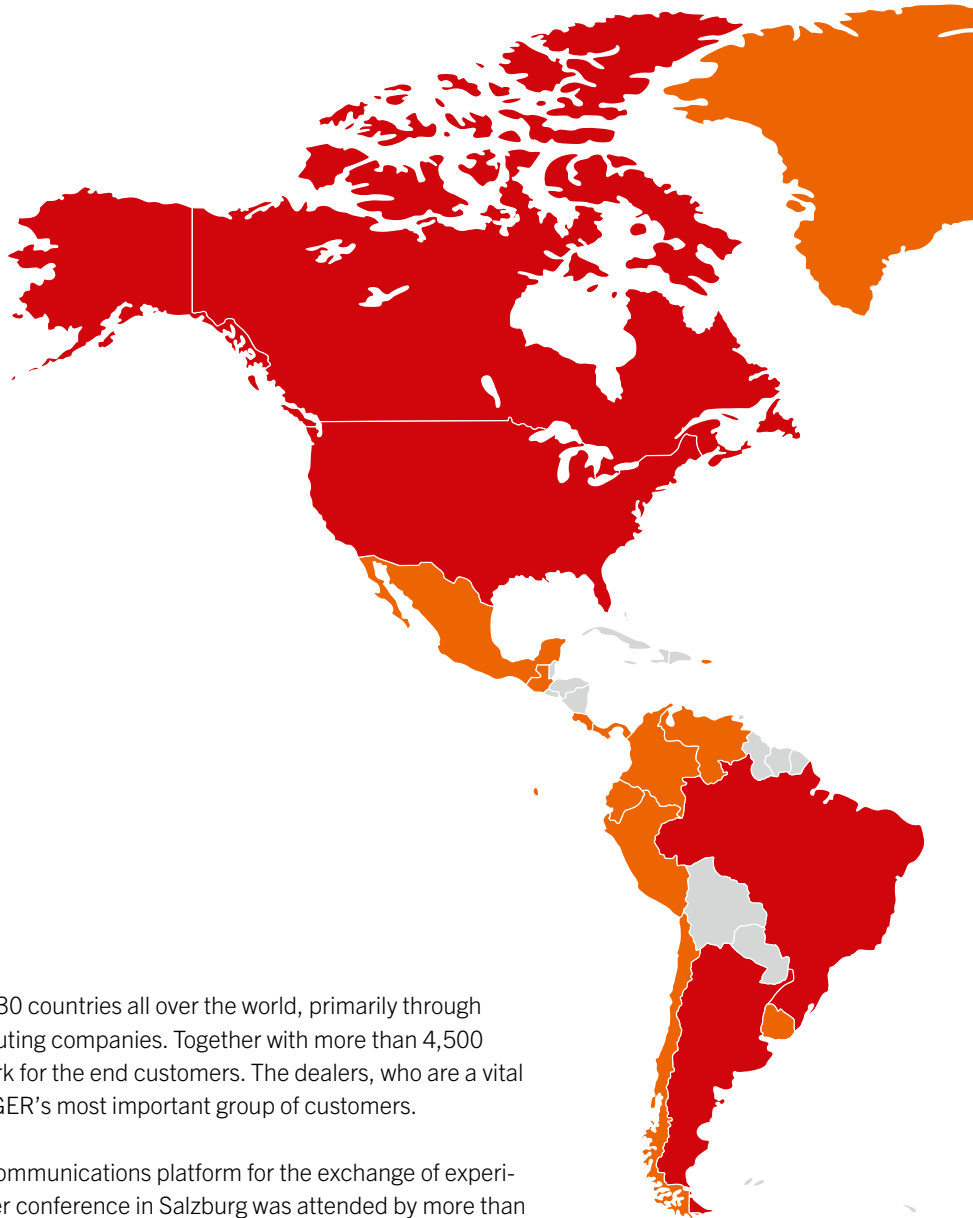 30 countries all over the world, primarily through
uting companies. Together with more than 4,500
rk for the end customers. The dealers, who are a vital
GER’s most important group of customers.
ommunications platform for the exchange of experi-
er conference in Salzburg was attended by more than